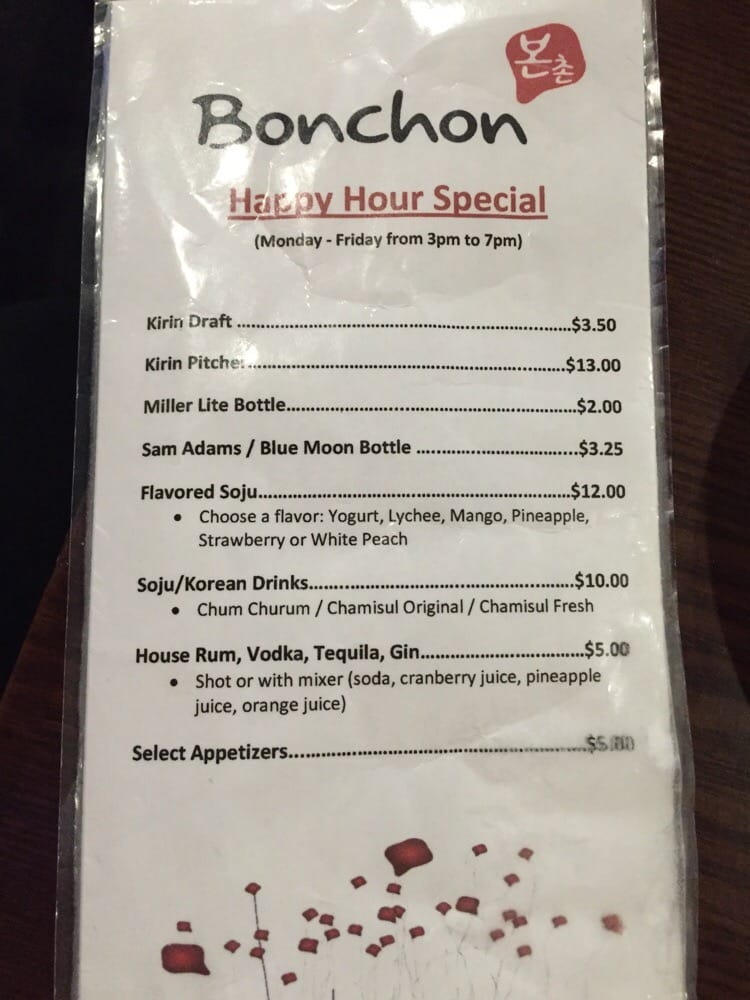 본촌
Bonchon
Happy Hour Special
(Monday - Friday from 3pm to 7pm)
Kirin Draft ..........................................................................$3.50
Kirin Pitcher......................................................................$13.00
Miller Lite Bottle................................................................$2.00
Sam Adams / Blue Moon Bottle ....................................$3.25
Flavored Soju.....................................................................$12.00
• Choose a flavor: Yogurt, Lychee, Mango, Pineapple,
Strawberry or White Peach
Soju/Korean Drinks...........................................................$10.00
• Chum Churum / Chamisul Original / Chamisul Fresh
House Rum, Vodka, Tequila, Gin....................................$5.00
• Shot or with mixer (soda, cranberry juice, pineapple
juice, orange juice)
Select Appetizers.................................................................